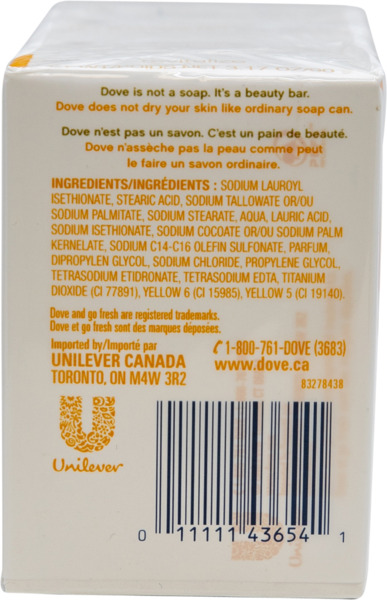 Dove is not a soap. It's a beauty bar.
Dove does not dry your skin like ordinary soap can.
Dove n'est pas un savon. C'est un pain de beauté.
Dove n'assèche pas la peau comme peut
le faire un savon ordinaire.
INGREDIENTS/INGRÉDIENTS : SODIUM LAUROYL
ISETHIONATE, STEARIC ACID, SODIUM TALLOWATE OR/OU
SODIUM PALMITATE, SODIUM STEARATE, AQUA, LAURIC ACID,
SODIUM ISETHIONATE, SODIUM COCOATE OR/OU SODIUM PALM
KERNELATE, SODIUM C14-C16 OLEFIN SULFONATE, PARFUM,
DIPROPYLEN GLYCOL, SODIUM CHLORIDE, PROPYLENE GLYCOL,
TETRASODIUM ETIDRONATE, TETRASODIUM EDTA, TITANIUM
DIOXIDE (CI 77891), YELLOW 6 (CI 15985), YELLOW 5 (CI 19140).
Dove and go fresh are registered trademarks.
Dove et go fresh sont des marques déposées.
Imported by/Importé par
UNILEVER CANADA
TORONTO, ON M4W 3R2
1-800-761-DOVE (3683)
www.dove.ca
83278438
Unilever
0 11111 43654 1